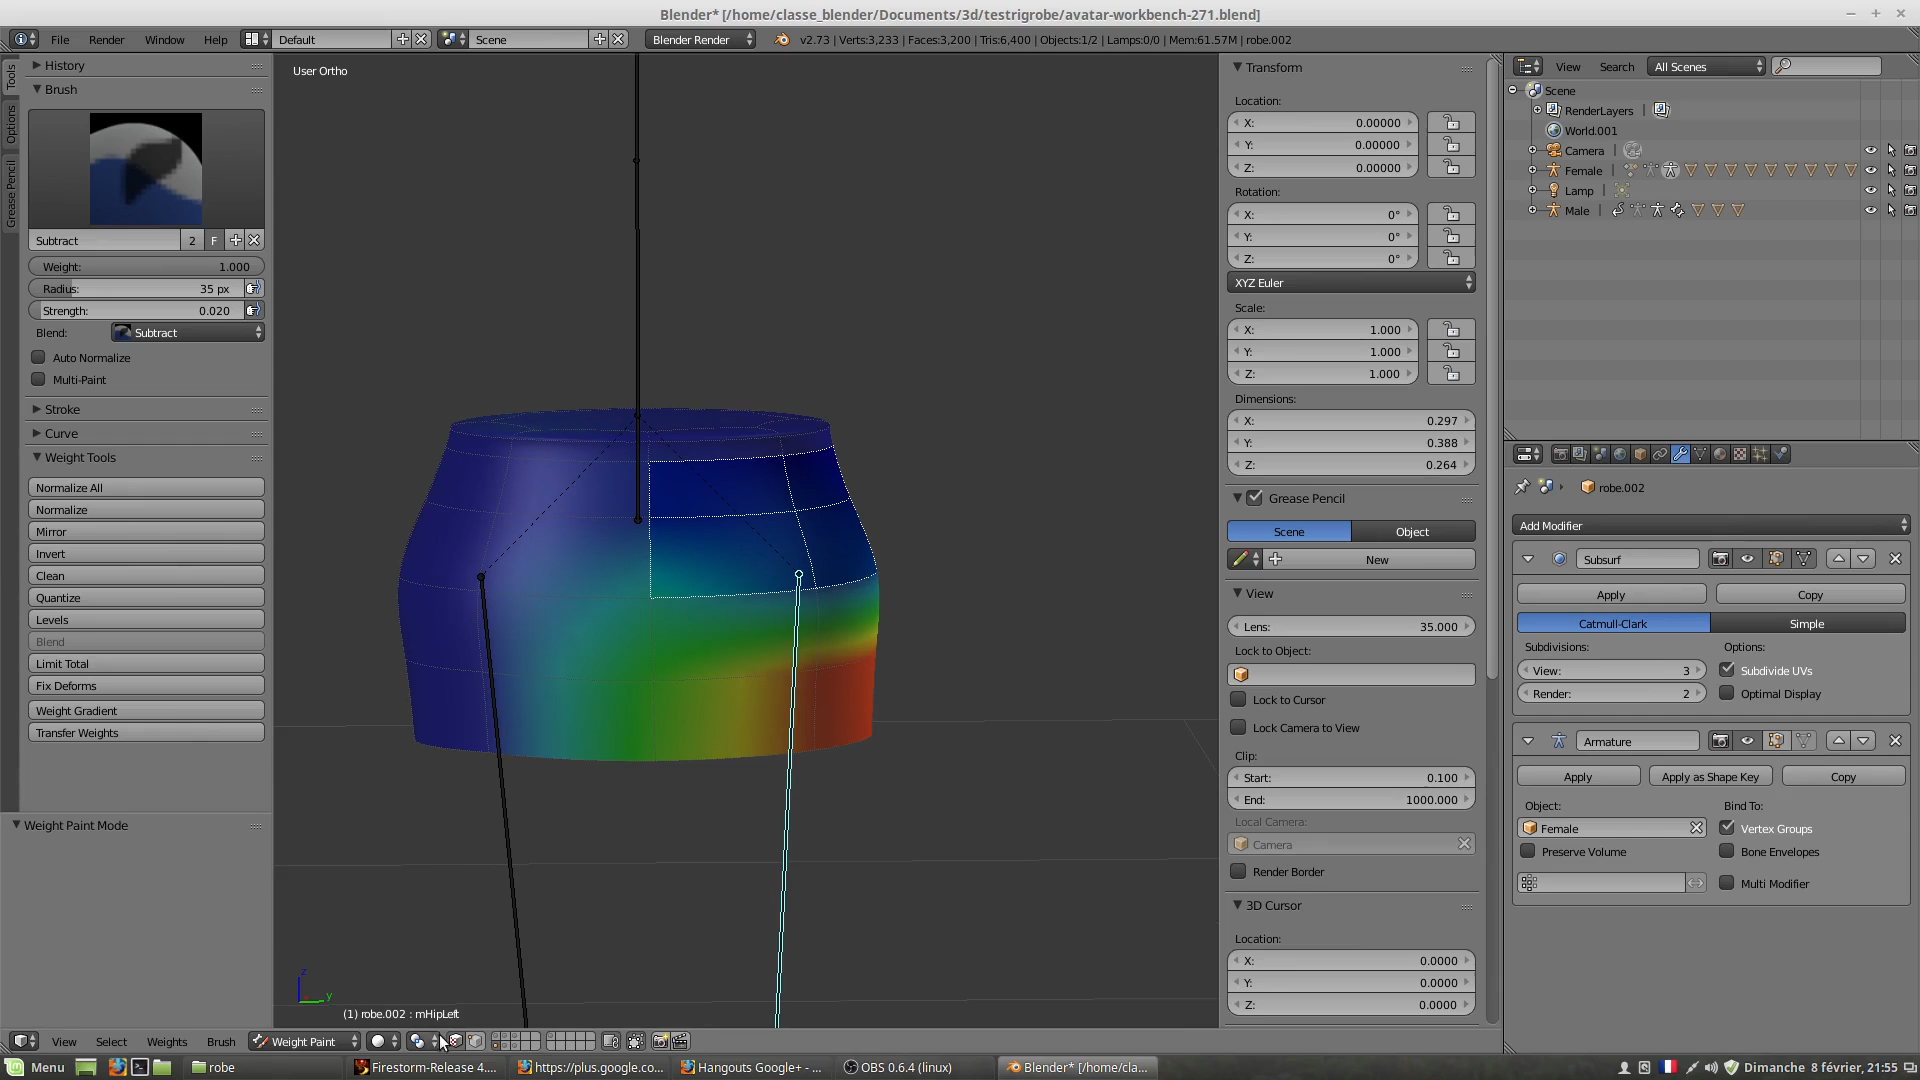 Blender* [/home/classe_blender/Documents/3d/testrigrobe/avatar-workbench-271.blend]
File Render Window Help Default Scene Blender Render v2.73 | Verts:3,233 | Faces:3,200 | Tris:6,400 | Objects:1/2 | Lamps:0/0 | Mem:61.57M | robe.002
Tools
Options
Grease Pencil
History
Brush
Subtract 2 F
Weight: 1.000
Radius: 35 px
Strength: 0.020
Blend: Subtract
Auto Normalize
Multi-Paint
Stroke
Curve
Weight Tools
Normalize All
Normalize
Mirror
Invert
Clean
Quantize
Levels
Blend
Limit Total
Fix Deforms
Weight Gradient
Transfer Weights
Weight Paint Mode
User Ortho
z
y
(1) robe.002 : mHipLeft
Transform
Location:
X: 0.00000
Y: 0.00000
Z: 0.00000
Rotation:
X: 0°
Y: 0°
Z: 0°
XYZ Euler
Scale:
X: 1.000
Y: 1.000
Z: 1.000
Dimensions:
X: 0.297
Y: 0.388
Z: 0.264
Grease Pencil
Scene Object
New
View
Lens: 35.000
Lock to Object:
Lock to Cursor
Lock Camera to View
Clip:
Start: 0.100
End: 1000.000
Local Camera:
Camera
Render Border
3D Cursor
Location:
X: 0.0000
Y: 0.0000
Z: 0.0000
View Search All Scenes
Scene
RenderLayers
World.001
Camera
Female
Lamp
Male
robe.002
Add Modifier
Subsurf
Apply Copy
Catmull-Clark Simple
Subdivisions: Options:
View: 3 Subdivide UVs
Render: 2 Optimal Display
Armature
Apply Apply as Shape Key Copy
Object: Bind To:
Female Vertex Groups
Preserve Volume Bone Envelopes
Multi Modifier
View Select Weights Brush Weight Paint
Menu robe Firestorm-Release 4.... https://plus.google.co... Hangouts Google+ - ... OBS 0.6.4 (linux) Blender* [/home/cla... Dimanche 8 février, 21:55